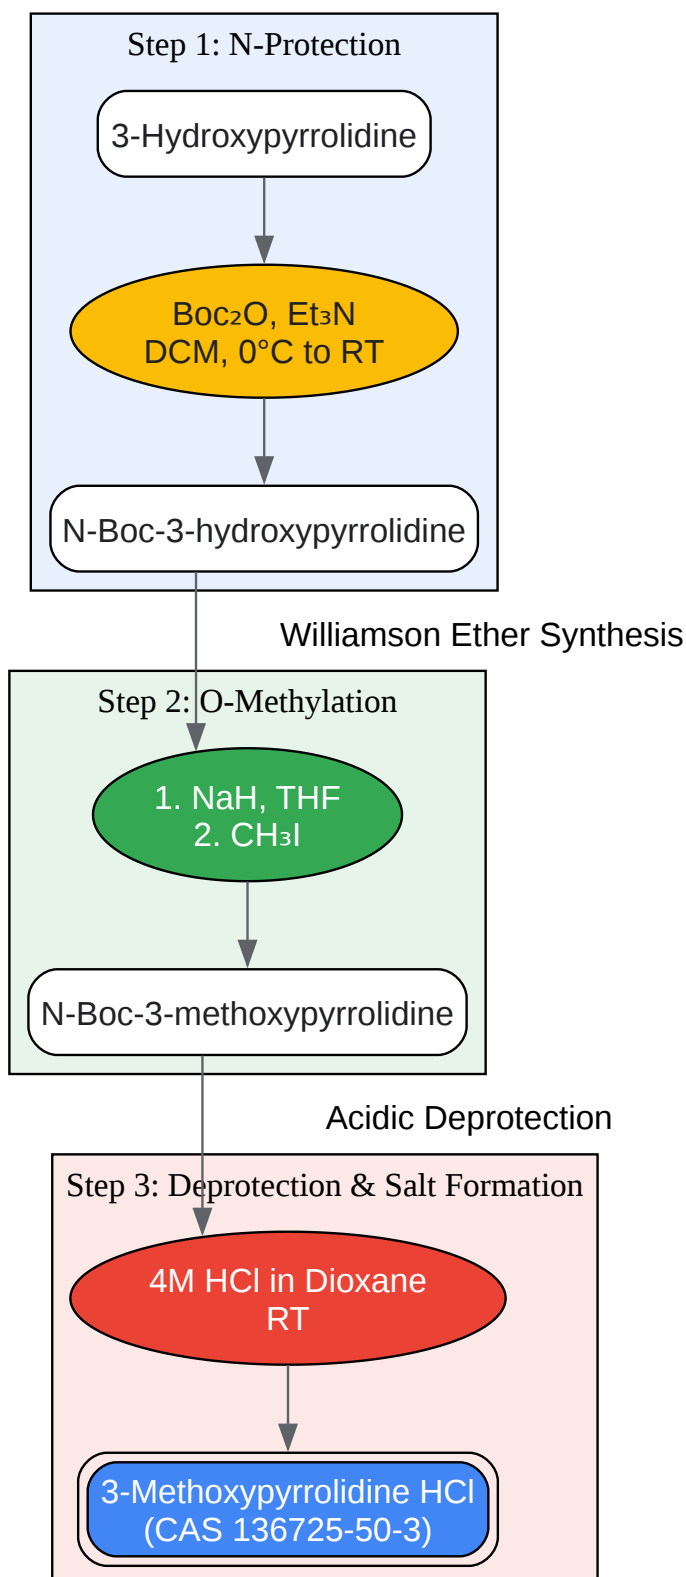 Step 1: N-Protection
3-Hydroxypyrrolidine
Boc₂O, Et₃N
DCM, 0°C to RT
N-Boc-3-hydroxypyrrolidine
Williamson Ether Synthesis
Step 2: O-Methylation
1. NaH, THF
2. CH₃I
N-Boc-3-methoxypyrrolidine
Acidic Deprotection
Step 3: Deprotection & Salt Formation
4M HCl in Dioxane
RT
3-Methoxypyrrolidine HCl
(CAS 136725-50-3)